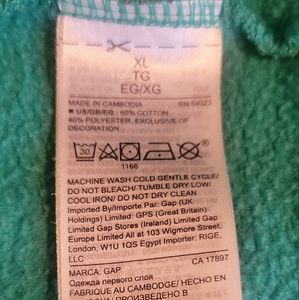 XL
TG
EG/XG
MADE IN CAMBODIA RN 54023
US/GB/EG : 60% COTTON,
40% POLYESTER, EXCLUSIVE OF
DECORATION
30
1166
MACHINE WASH COLD GENTLE CYCLE/
DO NOT BLEACH/ TUMBLE DRY LOW/
COOL IRON/ DO NOT DRY CLEAN
Imported By/Importe Par: Gap (UK
Holdings) Limited: GPS (Great Britain)
Limited Gap Stores (Ireland) Limited Gap
Europe Limited All at 103 Wigmore Street.
London, W1U 1QS Egypt Importer: RIGE,
LLC
MARCA: GAP CA 17897
Одежда первого слоя
FABRIQUE AU CAMBODGE/ HECHO EN